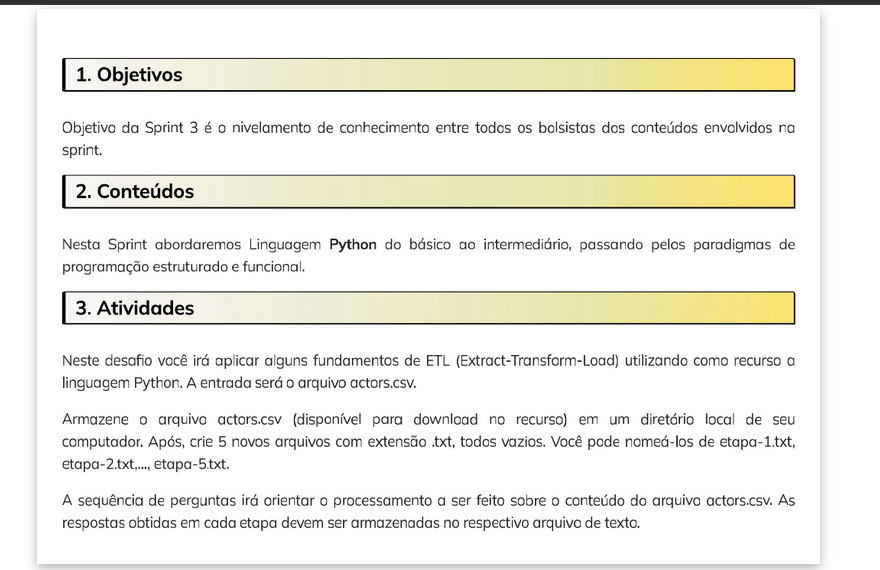 1. Objetivos
Objetivo da Sprint 3 é o nivelamento de conhecimento entre todos os bolsistas dos conteúdos envolvidos na
sprint.
2. Conteúdos
Nesta Sprint abordaremos Linguagem Python do básico ao intermediário, passando pelos paradigmas de
programação estruturado e funcional.
3. Atividades
Neste desafio você irá aplicar alguns fundamentos de ETL (Extract-Transform-Load) utilizando como recurso a
linguagem Python. A entrada será o arquivo actors.csv.
Armazene o arquivo actors.csv (disponível para download no recurso) em um diretório local de seu
computador. Após, crie 5 novos arquivos com extensão .txt, todos vazios. Você pode nomeá-los de etapa-1.txt,
etapa-2.txt,..., etapa-5.txt.
A sequência de perguntas irá orientar o processamento a ser feito sobre o conteúdo do arquivo actors.csv. As
respostas obtidas em cada etapa devem ser armazenadas no respectivo arquivo de texto.